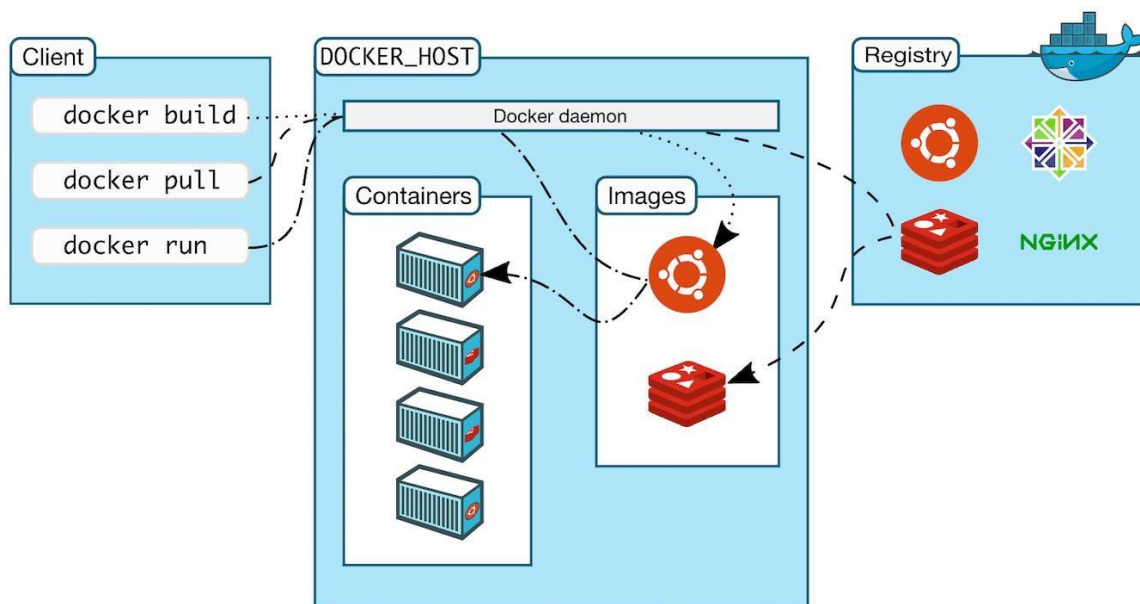 Client
docker build
docker pull
docker run
DOCKER_HOST
Docker daemon
Containers
Images
Registry
NGINX